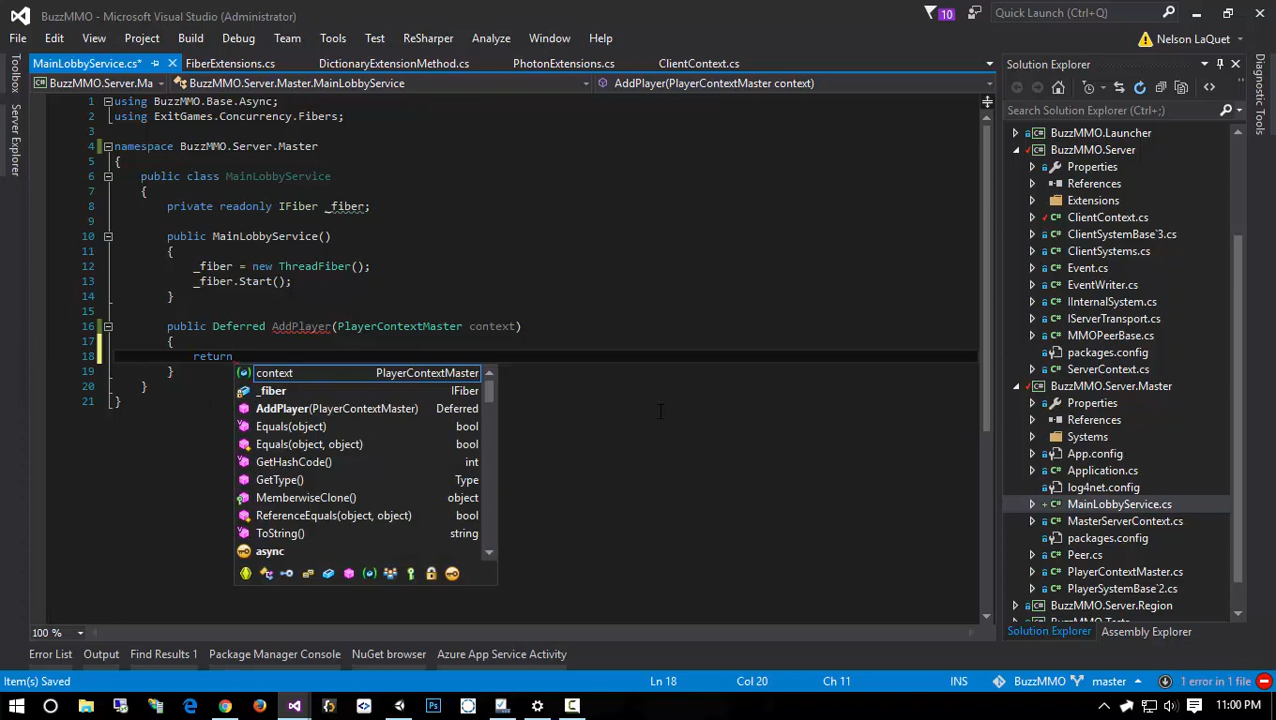 BuzzMMO - Microsoft Visual Studio (Administrator)
10
Quick Launch (Ctrl+;)
File Edit View Project Build Debug Team Tools Test ReSharper Analyze Window Help
Nelson LaQuet
MainLobbyService.cs* FiberExtensions.cs DictionaryExtensionMethod.cs PhotonExtensions.cs ClientContext.cs
BuzzMMO.Server.Ma BuzzMMO.Server.Master.MainLobbyService AddPlayer(PlayerContextMaster context)
Toolbox
Server Explorer
1 using BuzzMMO.Base.Async;
2 using ExitGames.Concurrency.Fibers;
3
4 namespace BuzzMMO.Server.Master
5 {
6 public class MainLobbyService
7 {
8 private readonly IFiber _fiber;
9
10 public MainLobbyService()
11 {
12 _fiber = new ThreadFiber();
13 _fiber.Start();
14 }
15
16 public Deferred AddPlayer(PlayerContextMaster context)
17 {
18 return
19 }
20 }
21 }
context PlayerContextMaster
_fiber IFiber
AddPlayer(PlayerContextMaster) Deferred
Equals(object) bool
Equals(object, object) bool
GetHashCode() int
GetType() Type
MemberwiseClone() object
ReferenceEquals(object, object) bool
ToString() string
async
Solution Explorer
Search Solution Explorer (Ctrl+;)
BuzzMMO.Launcher
BuzzMMO.Server
Properties
References
Extensions
ClientContext.cs
ClientSystemBase`3.cs
ClientSystems.cs
Event.cs
EventWriter.cs
IInternalSystem.cs
IServerTransport.cs
MMOPeerBase.cs
packages.config
ServerContext.cs
BuzzMMO.Server.Master
Properties
References
Systems
App.config
Application.cs
log4net.config
MainLobbyService.cs
MasterServerContext.cs
packages.config
Peer.cs
PlayerContextMaster.cs
PlayerSystemBase`2.cs
BuzzMMO.Server.Region
Solution Explorer Assembly Explorer
Diagnostic Tools
100 %
Error List Output Find Results 1 Package Manager Console NuGet browser Azure App Service Activity
Item(s) Saved Ln 18 Col 20 Ch 11 INS BuzzMMO master 1 error in 1 file
11:00 PM